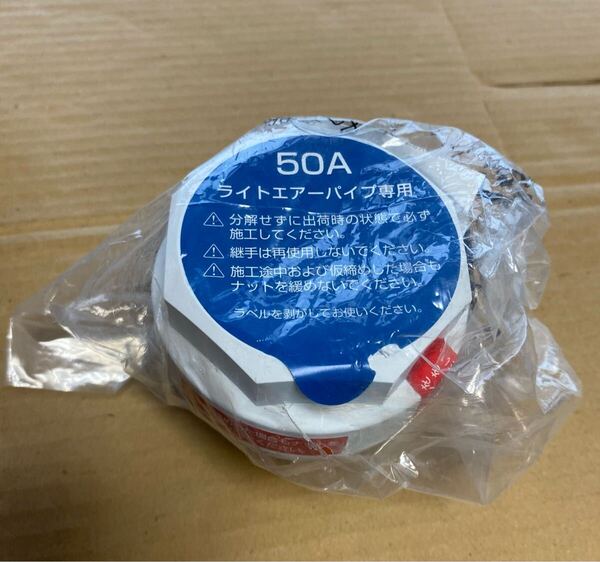 50A
ライトエアーパイプ専用
⚠ 分解せずに出荷時の状態で必ず
施工してください。
⚠ 継手は再使用しないでください。
⚠ 施工途中および仮締めした場合も
ナットを緩めないでください。
ラベルを剥がしてお使いください。